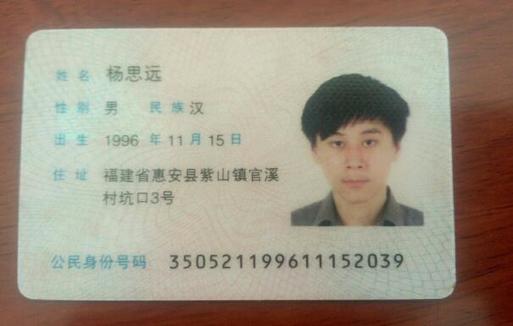 姓名 杨思远
性别 男 民族 汉
出生 1996 年 11 月 15 日
住址 福建省惠安县紫山镇官溪
村坑口3号
公民身份号码 350521199611152039